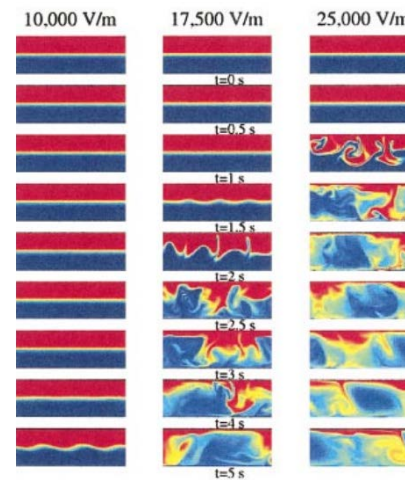 10,000 V/m 17,500 V/m 25,000 V/m
t=0 s
t=0.5 s
t=1 s
t=1.5 s
t=2 s
t=2.5 s
t=3 s
t=4 s
t=5 s